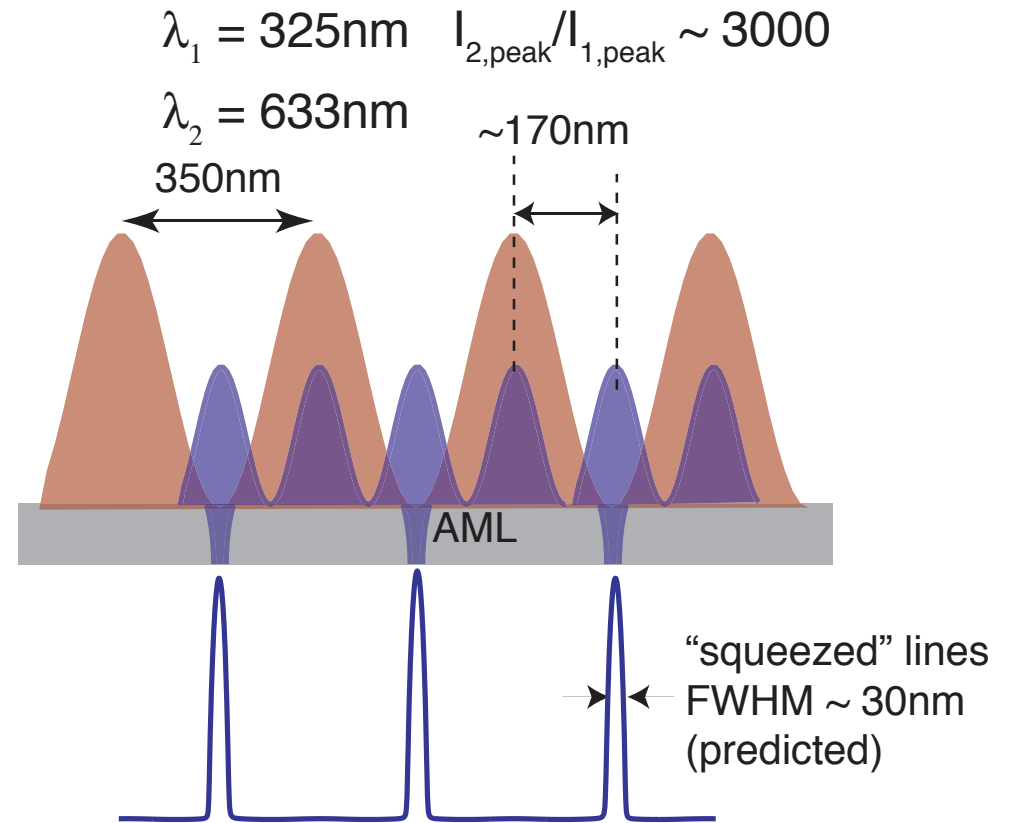 λ1 = 325nm I2,peak/I1,peak ~ 3000
λ2 = 633nm
~170nm
350nm
AML
“squeezed” lines
FWHM ~ 30nm
(predicted)